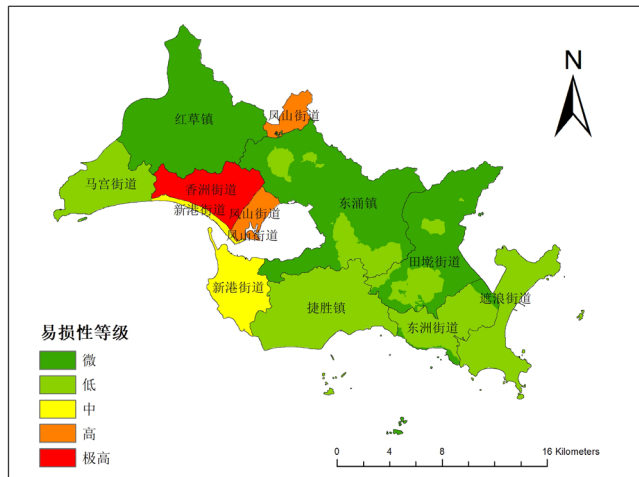 N
凤山街道
红草镇
马宫街道
香洲街道
东涌镇
新港街道
凤山街道
凤山街道
田墘街道
新港街道
遮浪街道
捷胜镇
东洲街道
易损性等级
微
低
中
高
极高
0 4 8 16 Kilometers